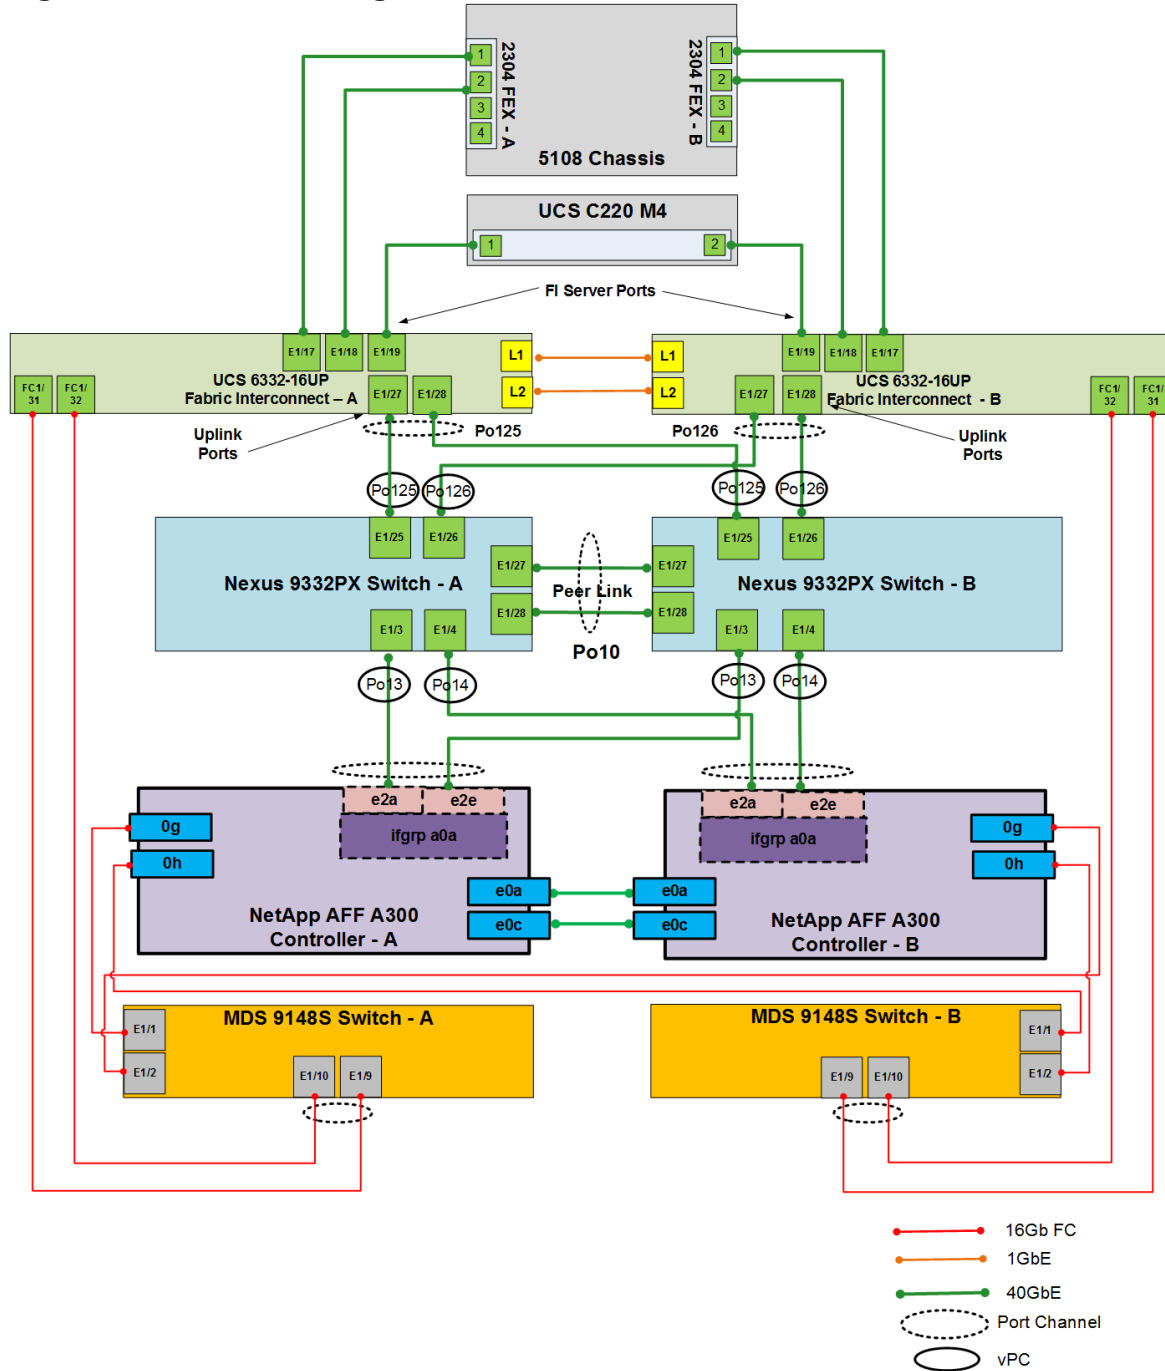 1
2
3
4
2304 FEX - A
2304 FEX - B
1
2
3
4
5108 Chassis
UCS C220 M4
1
2
FI Server Ports
E1/17
E1/18
E1/19
L1
L1
E1/19
E1/18
E1/17
FC1/
31
FC1/
32
UCS 6332-16UP
Fabric Interconnect – A
E1/27
E1/28
L2
L2
E1/27
E1/28
UCS 6332-16UP
Fabric Interconnect - B
FC1/
32
FC1/
31
Uplink
Ports
Po125
Po126
Uplink
Ports
Po125
Po126
Po125
Po126
E1/25
E1/26
E1/25
E1/26
Nexus 9332PX Switch - A
E1/27
E1/27
Nexus 9332PX Switch - B
Peer Link
E1/28
E1/28
E1/3
E1/4
E1/3
E1/4
Po10
Po13
Po14
Po13
Po14
e2a
e2e
e2a
e2e
0g
ifgrp a0a
ifgrp a0a
0g
0h
0h
e0a
e0a
e0c
e0c
NetApp AFF A300
Controller - A
NetApp AFF A300
Controller - B
MDS 9148S Switch - A
MDS 9148S Switch - B
E1/1
E1/2
E1/10
E1/9
E1/9
E1/10
E1/1
E1/2
16Gb FC
1GbE
40GbE
Port Channel
vPC